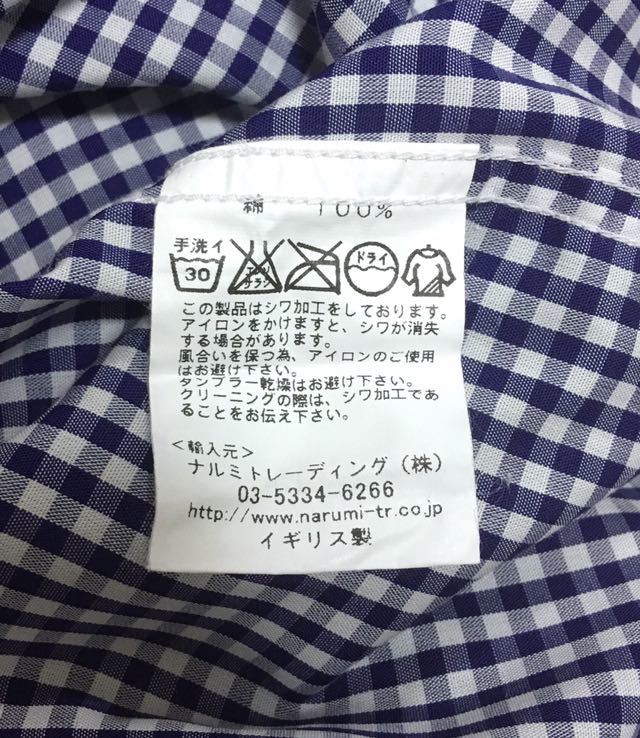 綿 100%
手洗イ
30 エンソ サラシ ドライ
この製品はシワ加工をしております。
アイロンをかけますと、シワが消失
する場合があります。
風合いを保つ為、アイロンのご使用
はお避け下さい。
タンブラー乾燥はお避け下さい。
クリーニングの際は、シワ加工であ
ることをお伝え下さい。
<輸入元>
ナルミトレーディング(株)
03-5334-6266
http://www.narumi-tr.co.jp
イギリス製